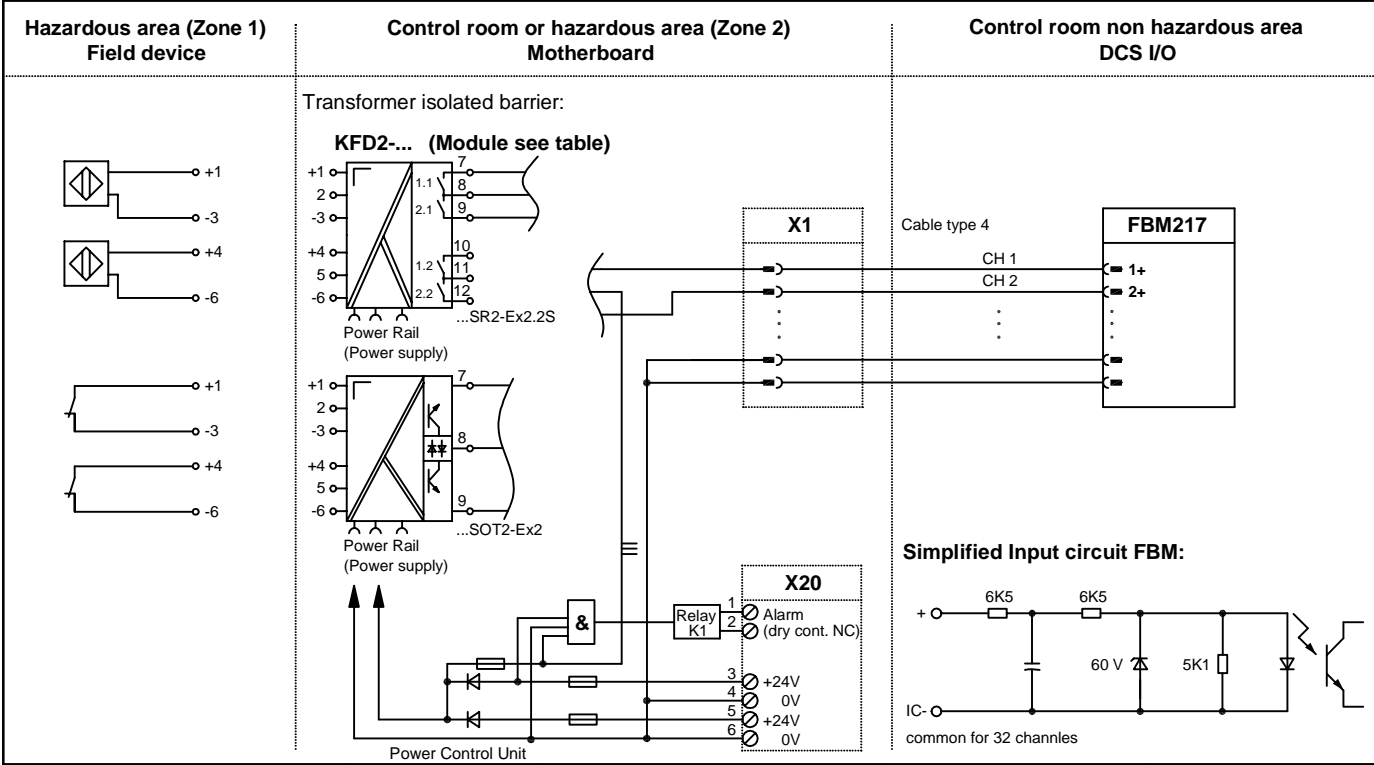 Hazardous area (Zone 1)
Field device
Control room or hazardous area (Zone 2)
Motherboard
Control room non hazardous area
DCS I/O
Transformer isolated barrier:
KFD2-... (Module see table)
+1
-3
+4
-6
+1
2
-3
+4
5
-6
1.1
2.1
1.2
2.2
7
8
9
10
11
12
...SR2-Ex2.2S
Power Rail
(Power supply)
+1
-3
+4
-6
+1
2
-3
+4
5
-6
7
8
9
...SOT2-Ex2
Power Rail
(Power supply)
X1
Cable type 4
FBM217
CH 1
1+
CH 2
2+
&
Relay
K1
X20
1
Alarm
2
(dry cont. NC)
3
+24V
4
0V
5
+24V
6
0V
Power Control Unit
Simplified Input circuit FBM:
+
6K5
6K5
60 V
5K1
IC-
common for 32 channles